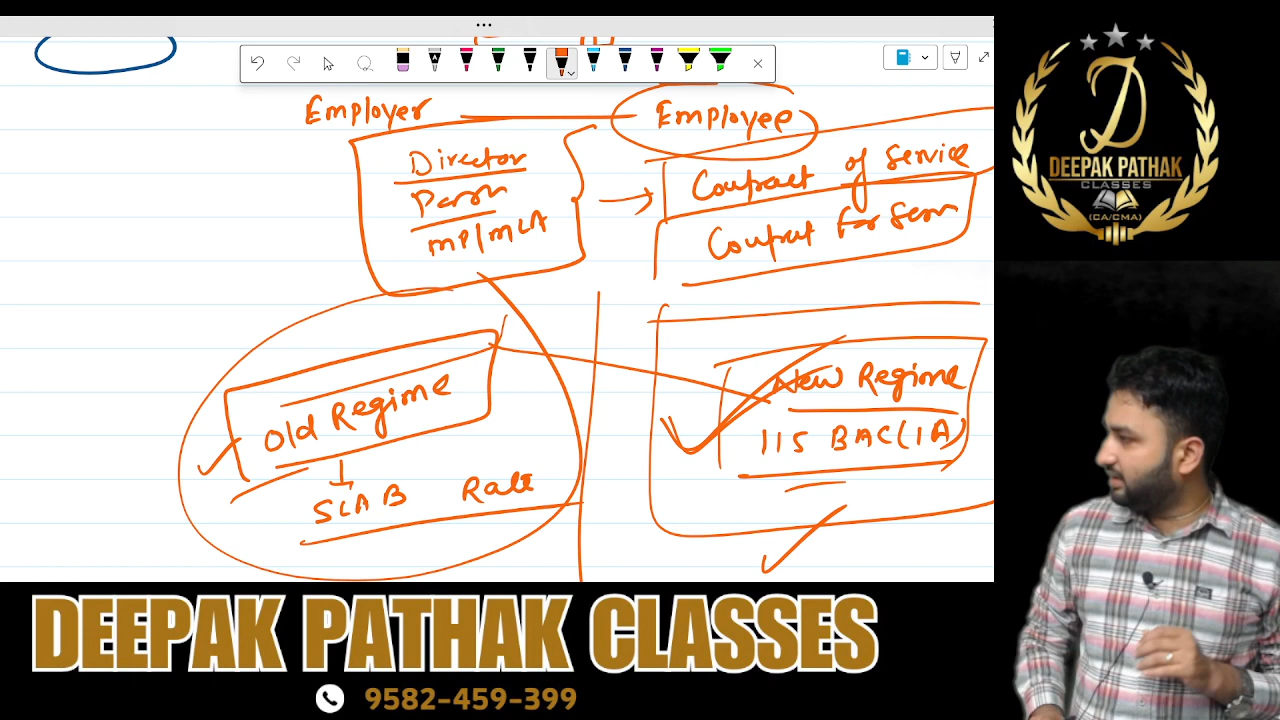 Employer
Employee
Director
Person
MP/MLA
Contract of Service
Contract for Serv
Old Regime
SLAB Rate
New Regime
115 BAC(1A)
D
DEEPAK PATHAK
CLASSES
(CA/CMA)
DEEPAK PATHAK CLASSES
9582-459-399